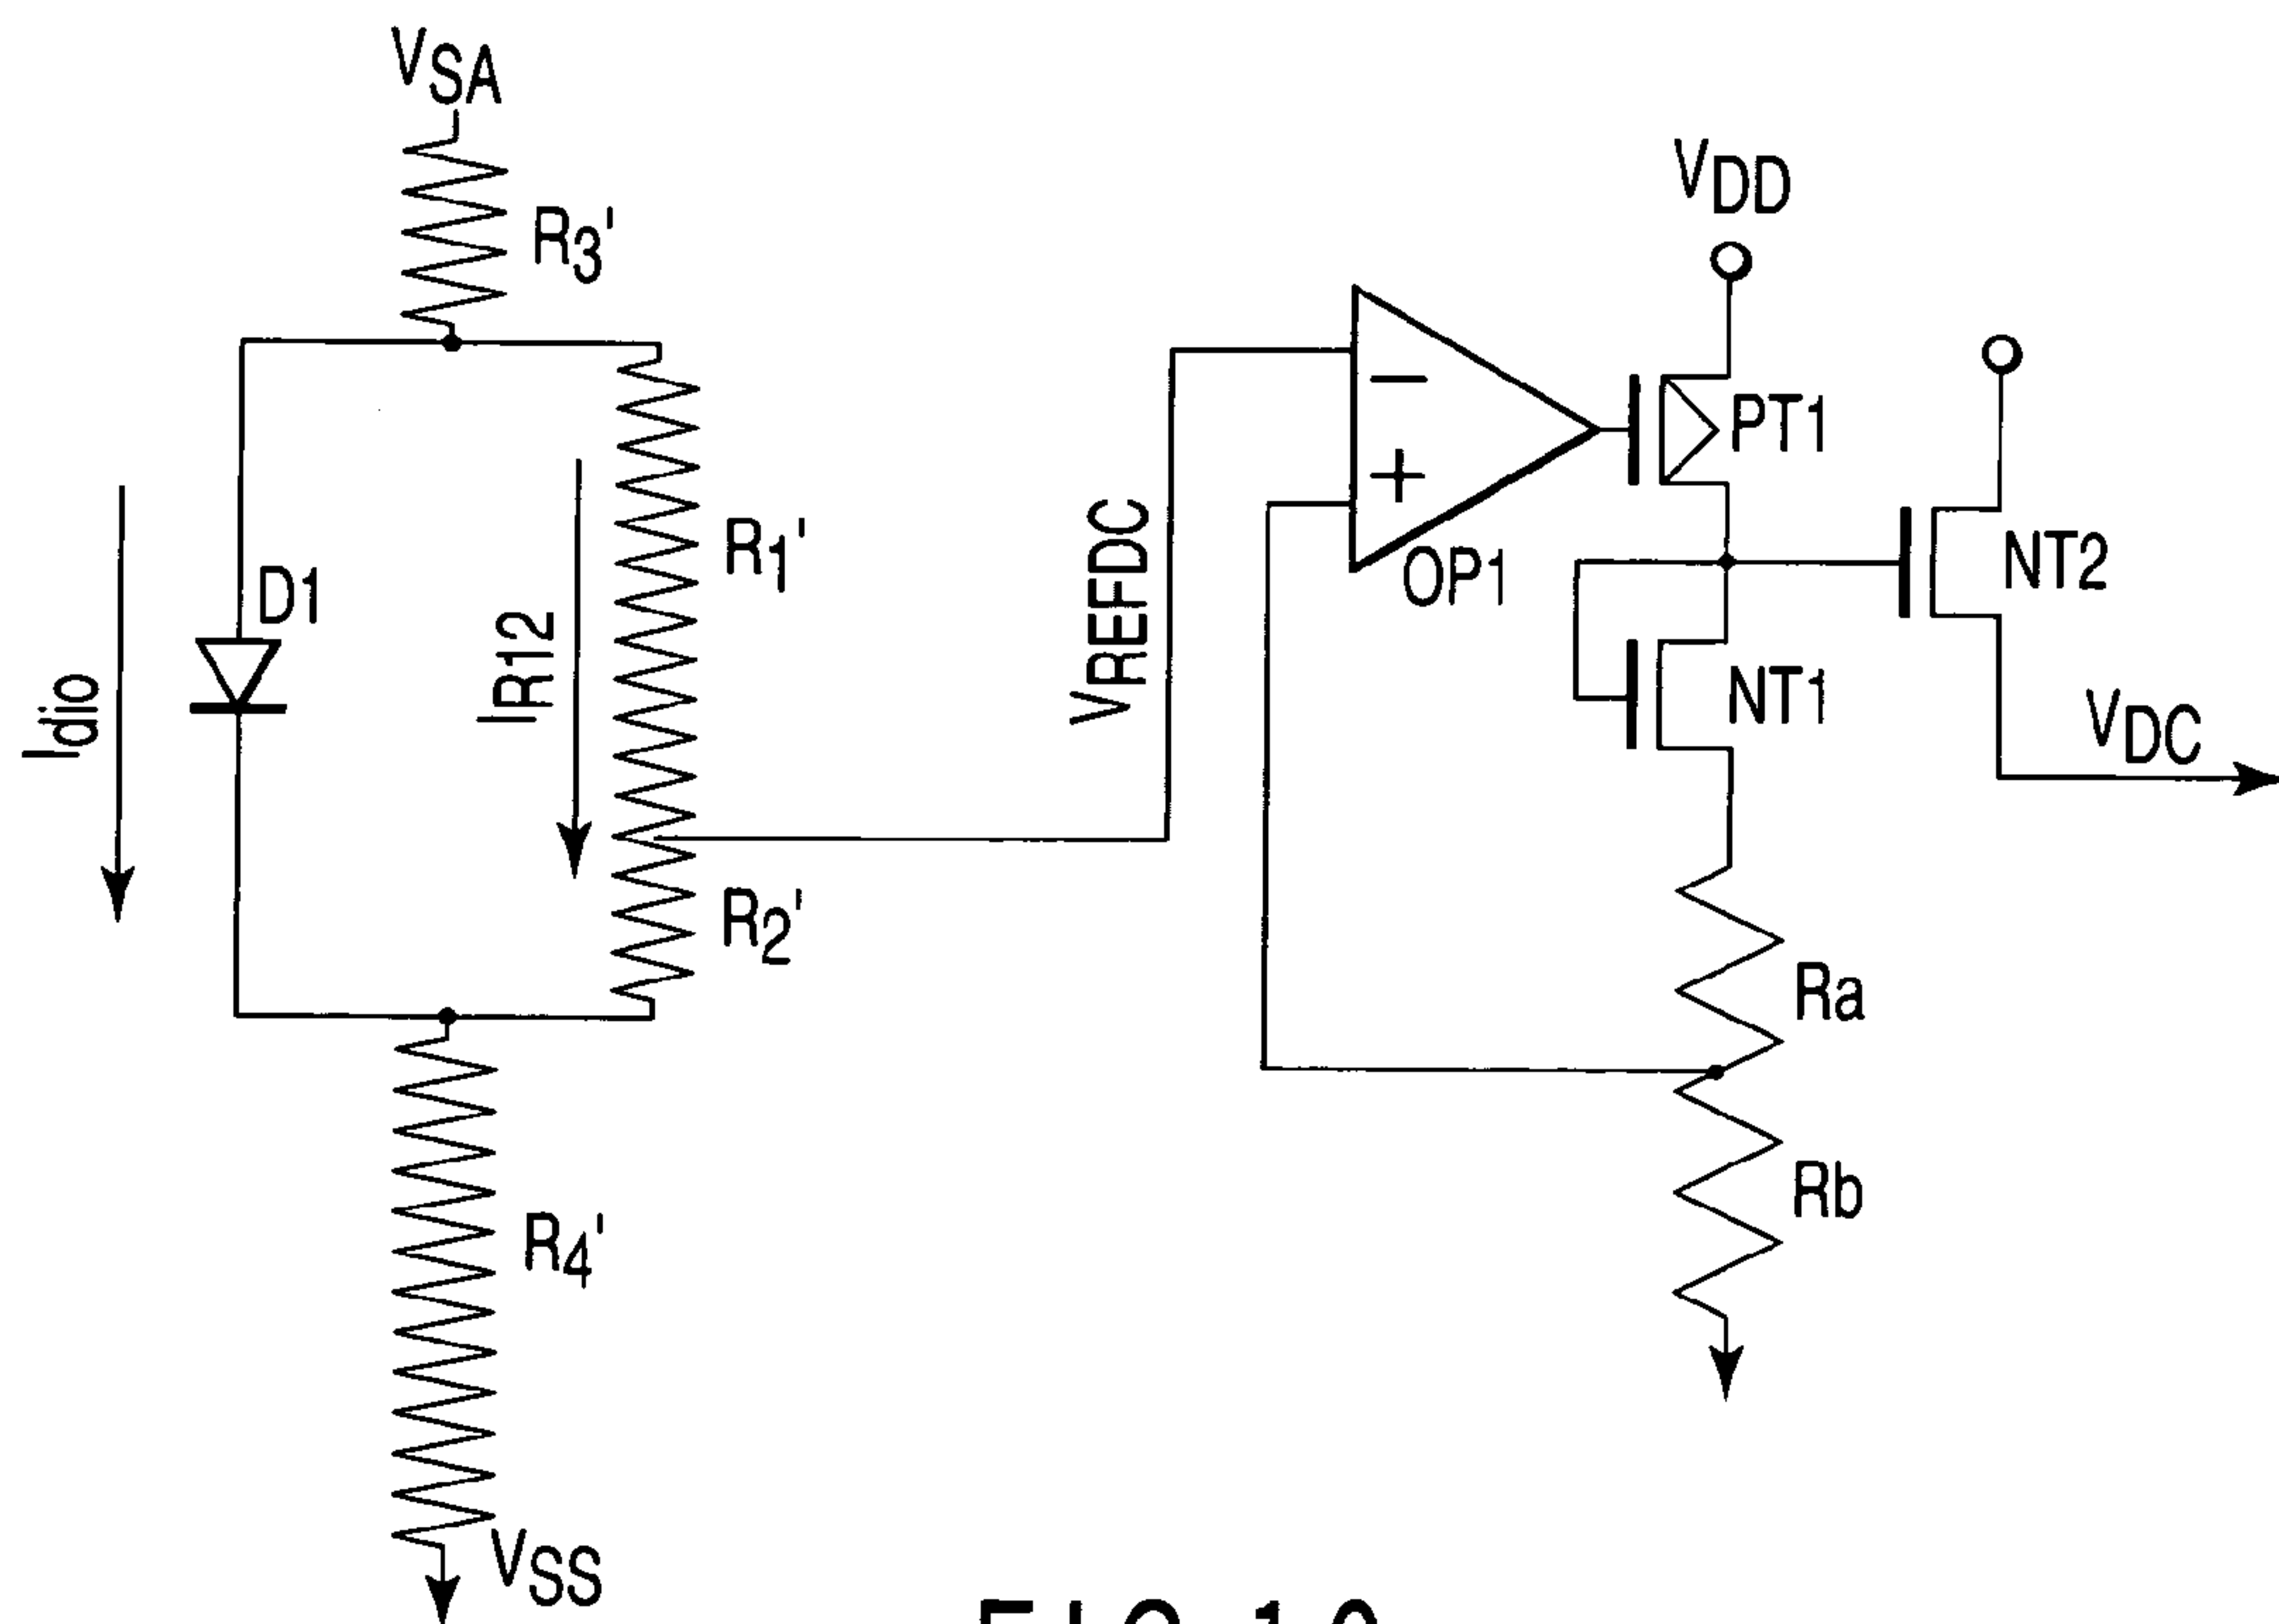 VSA
R3'
VDD
R1'
D1
Idio
IR12
VREFDC
−
+
OP1
PT1
NT2
NT1
VDC
R2'
Ra
R4'
Rb
VSS